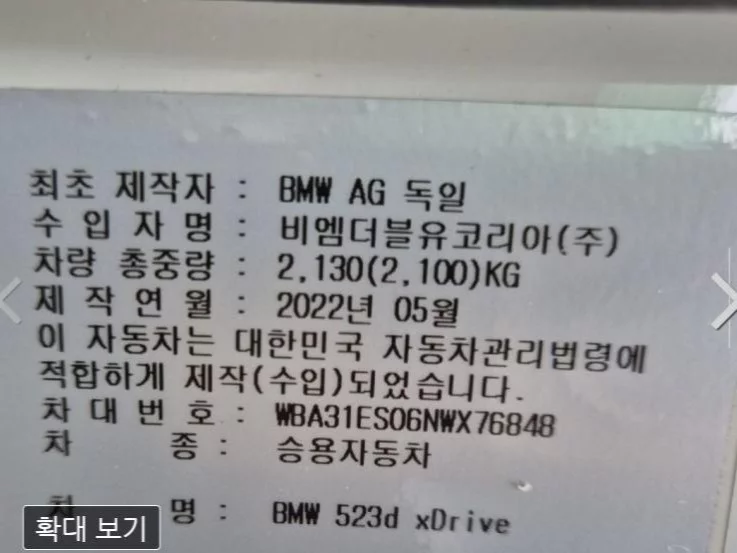 최초 제작자 : BMW AG 독일
수 입 자 명 : 비엠더블유코리아(주)
차량 총중량 : 2,130(2,100)KG
제 작 연 월 : 2022년 05월
이 자동차는 대한민국 자동차관리법령에
적합하게 제작(수입)되었습니다.
차 대 번 호 : WBA31ES06NWX76848
차 종 : 승용자동차
차 명 : BMW 523d xDrive
확대 보기